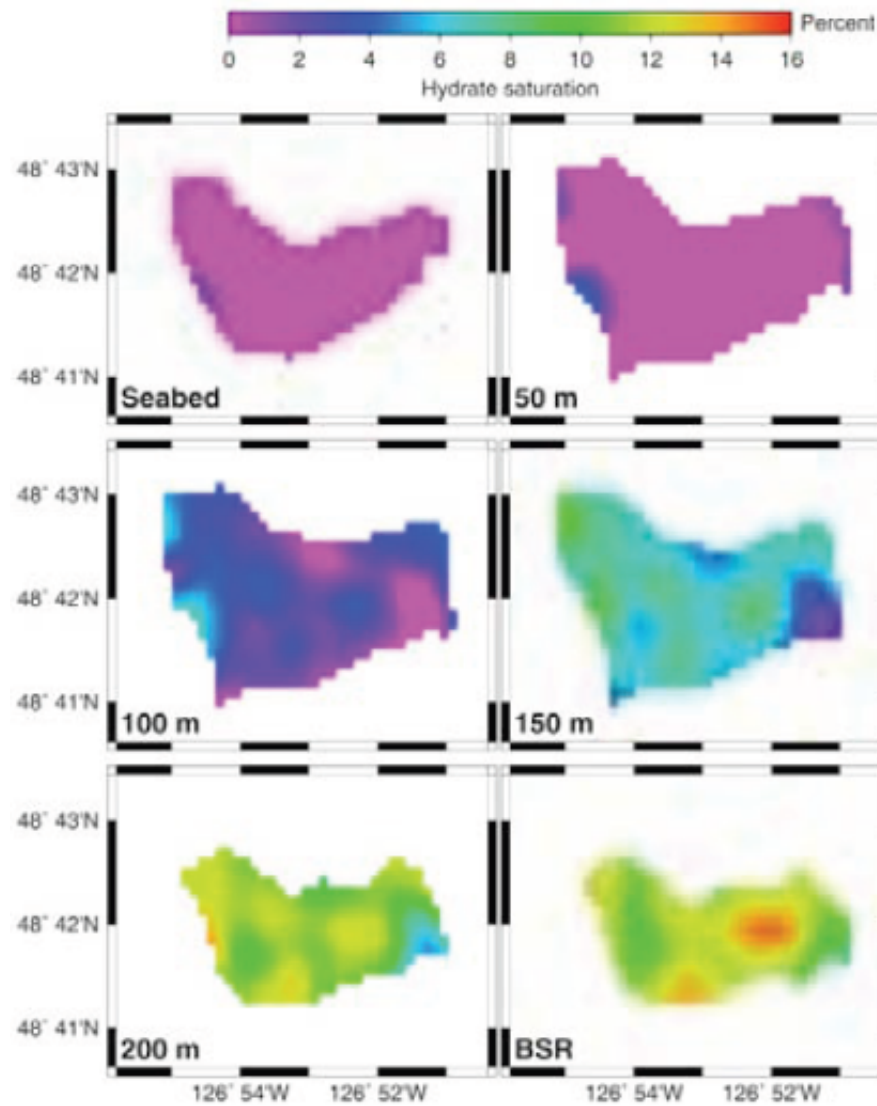 Percent
0 2 4 6 8 10 12 14 16
Hydrate saturation
48° 43'N
48° 42'N
48° 41'N
Seabed
50 m
48° 43'N
48° 42'N
48° 41'N
100 m
150 m
48° 43'N
48° 42'N
48° 41'N
200 m
BSR
126° 54'W 126° 52'W 126° 54'W 126° 52'W